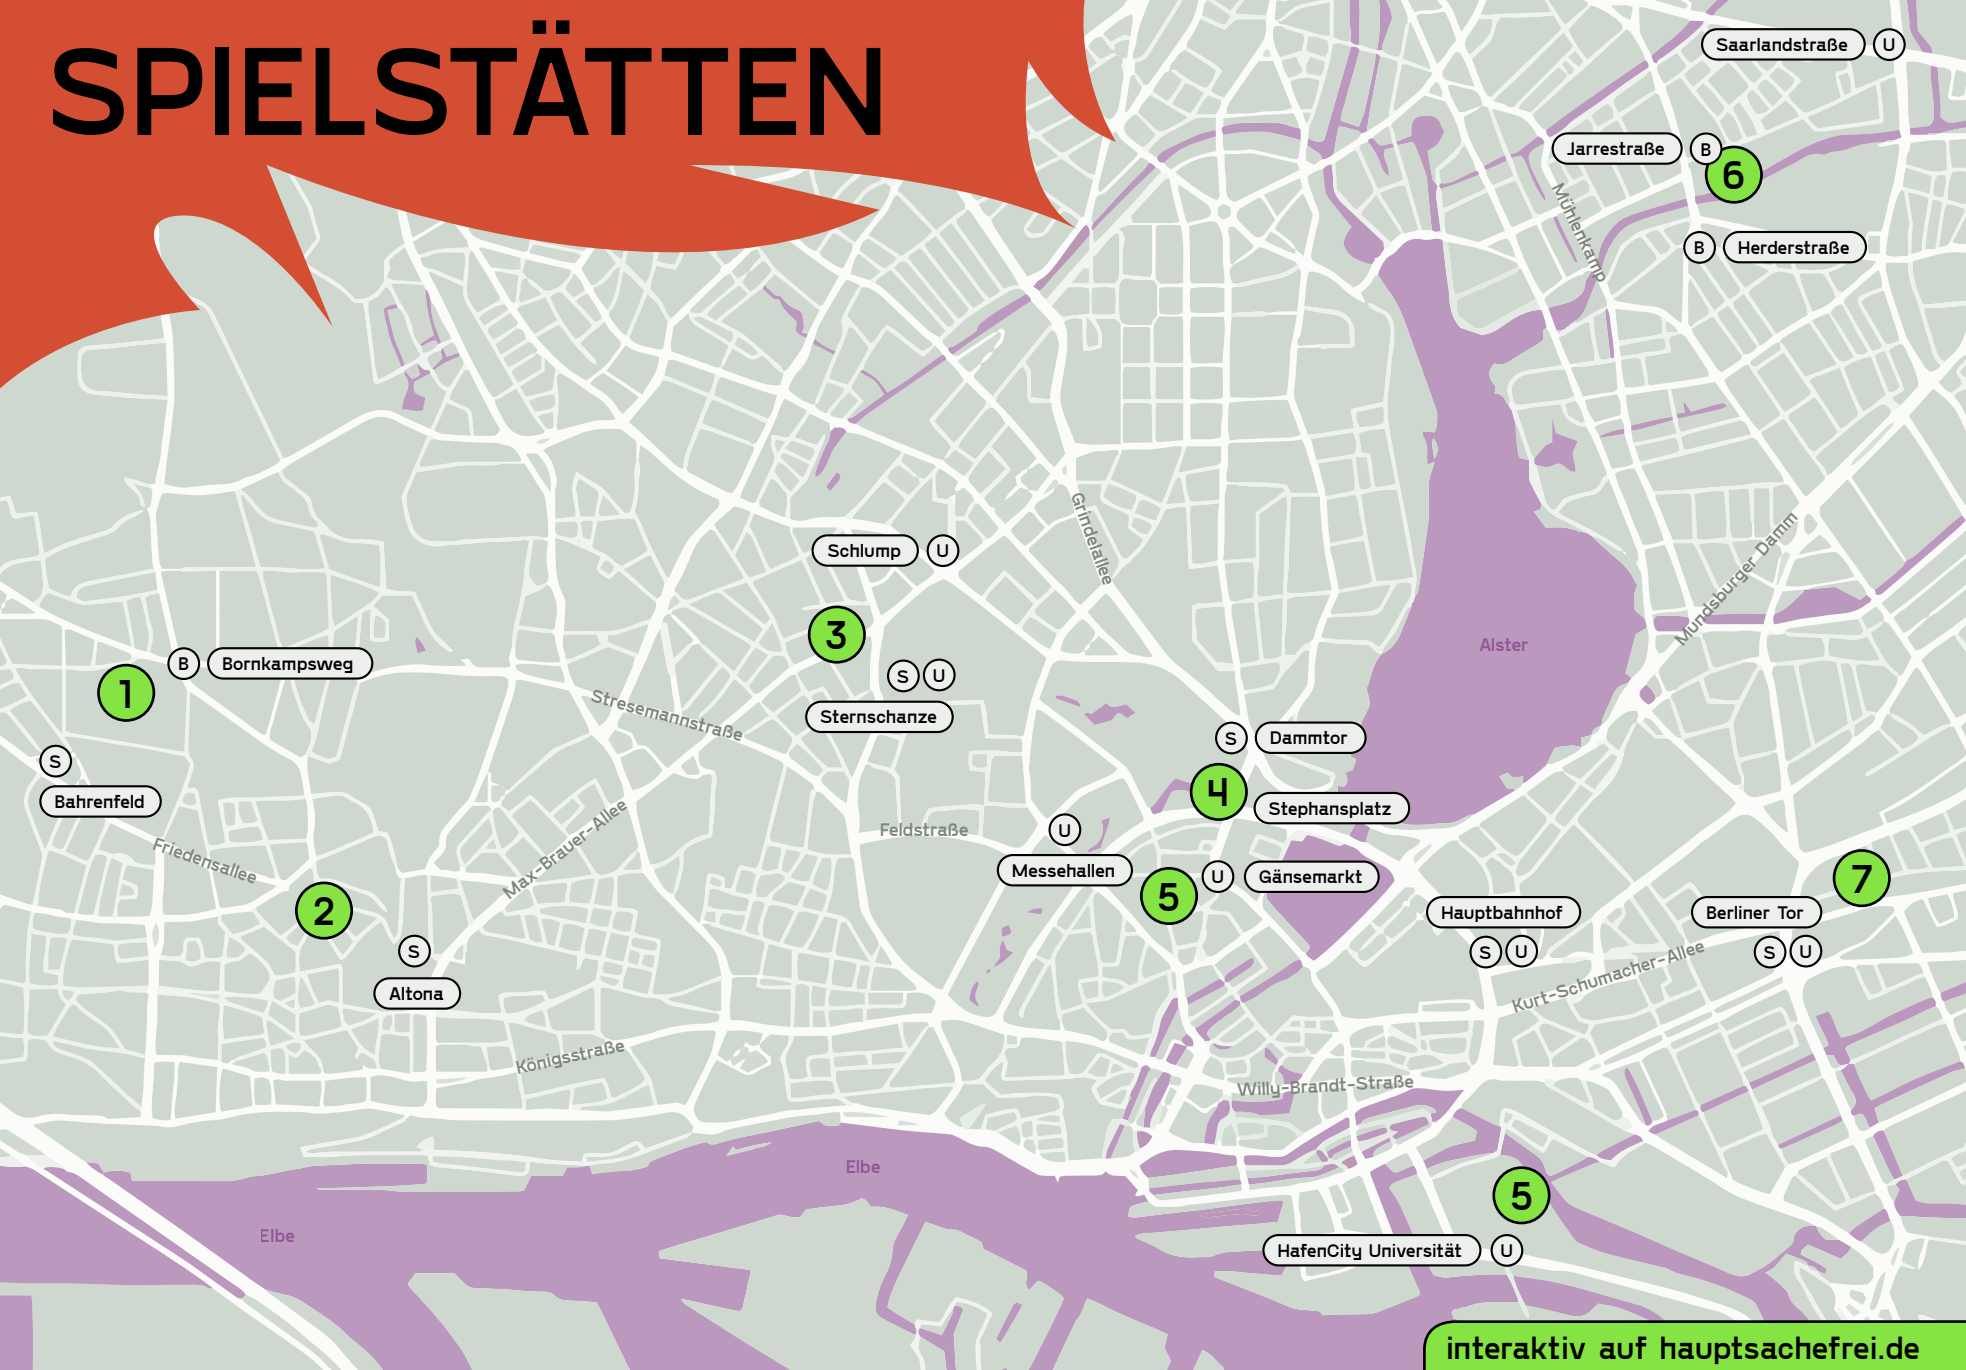 SPIELSTÄTTEN
Saarlandstraße U
Jarrestraße B
6
Mühlenkamp
B Herderstraße
Grindelallee
Schlump U
Mundsburger Damm
3
Alster
B Bornkampsweg
1
S U
Sternschanze
Stresemannstraße
S Dammtor
S
Bahrenfeld
4
Stephansplatz
Feldstraße
U
Messehallen
Max-Brauer-Allee
Friedensallee
5
U Gänsemarkt
7
2
Hauptbahnhof
S U
Berliner Tor
S U
S
Altona
Kurt-Schumacher-Allee
Königsstraße
Willy-Brandt-Straße
Elbe
5
Elbe
HafenCity Universität U
interaktiv auf hauptsachefrei.de